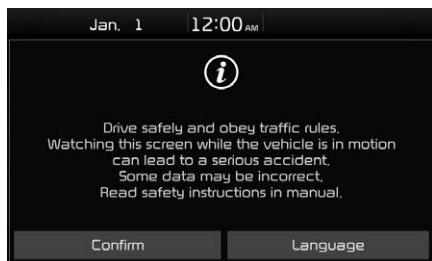 Jan. 1 12:00 AM
i
Drive safely and obey traffic rules.
Watching this screen while the vehicle is in motion
can lead to a serious accident.
Some data may be incorrect.
Read safety instructions in manual.
Confirm Language